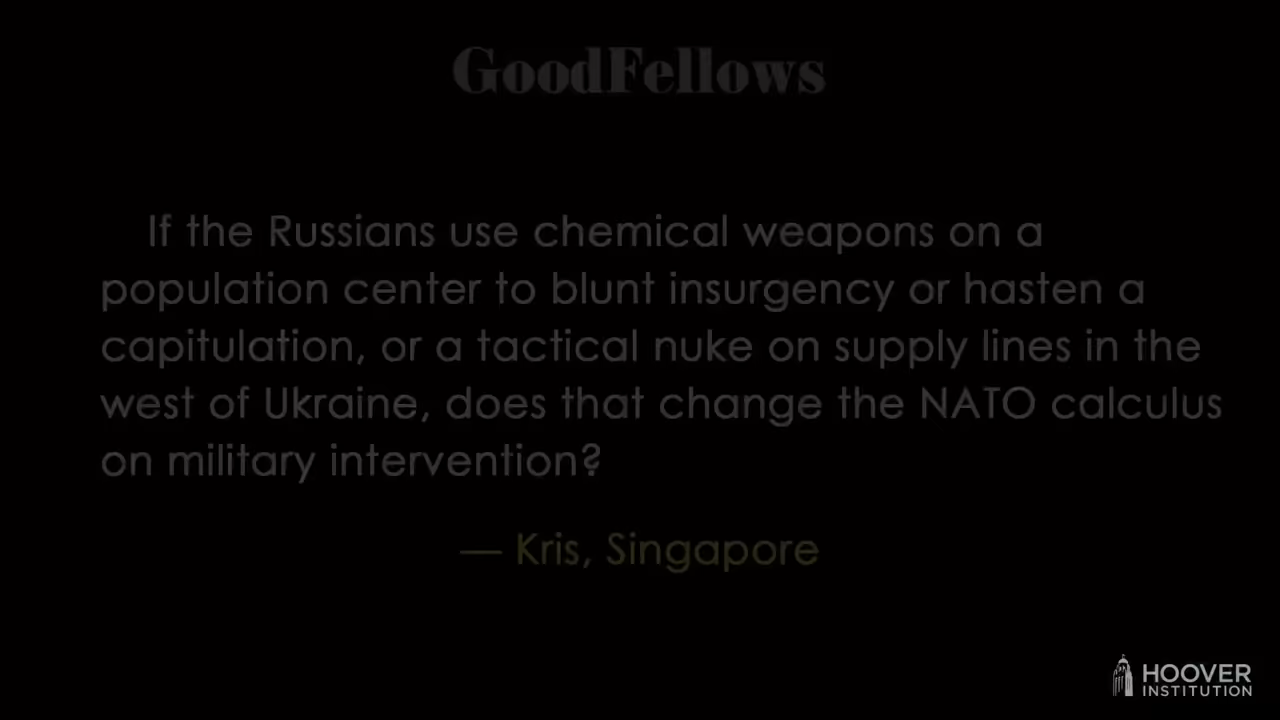 GoodFellows
If the Russians use chemical weapons on a
population center to blunt insurgency or hasten a
capitulation, or a tactical nuke on supply lines in the
west of Ukraine, does that change the NATO calculus
on military intervention?
— Kris, Singapore
HOOVER
INSTITUTION